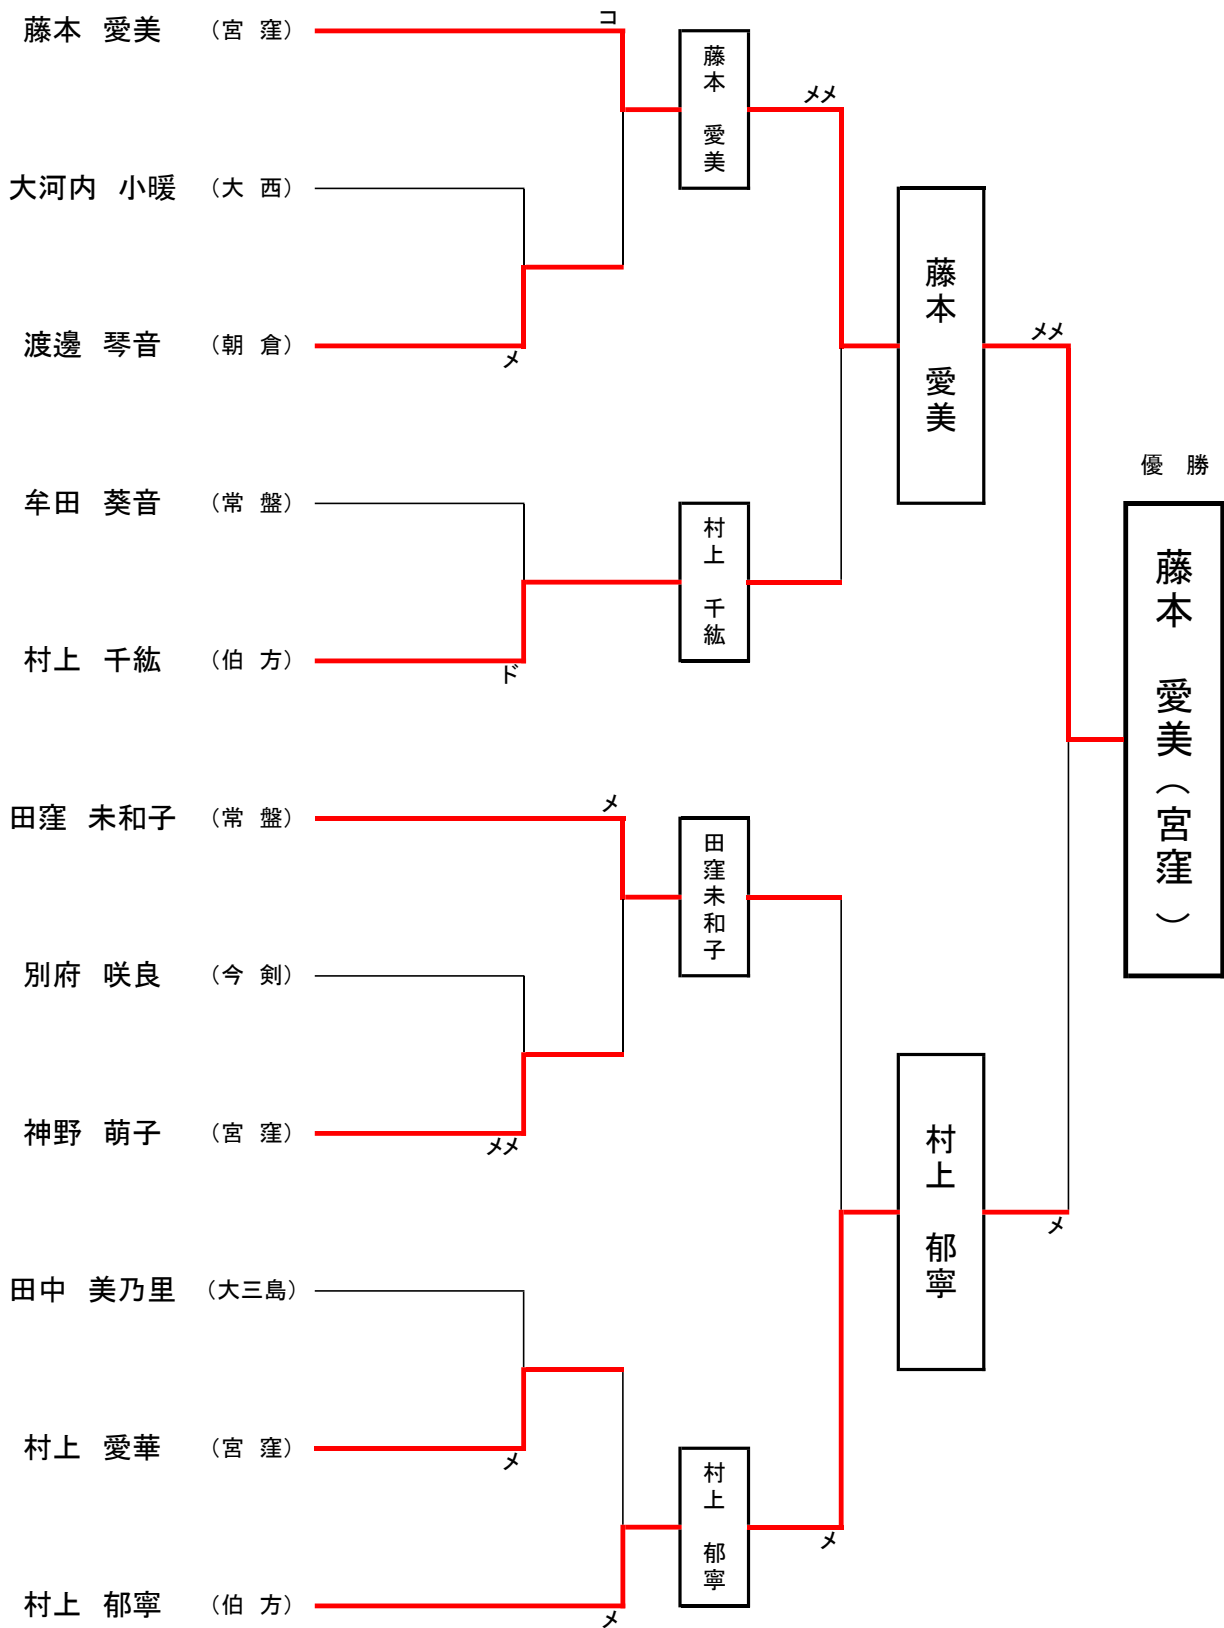 藤本 愛美 （宮 窪）
コ
大河内 小暖 （大 西）
渡邊 琴音 （朝 倉）
メ
牟田 葵音 （常 盤）
村上 千紘 （伯 方）
ド
田窪 未和子 （常 盤）
メ
別府 咲良 （今 剣）
神野 萌子 （宮 窪）
メメ
田中 美乃里 （大三島）
村上 愛華 （宮 窪）
メ
村上 郁寧 （伯 方）
メ
藤本 愛美
メメ
村上 千紘
田窪未和子
村上 郁寧
メ
藤本 愛美
メメ
村上 郁寧
メ
優 勝
藤本 愛美（宮窪）